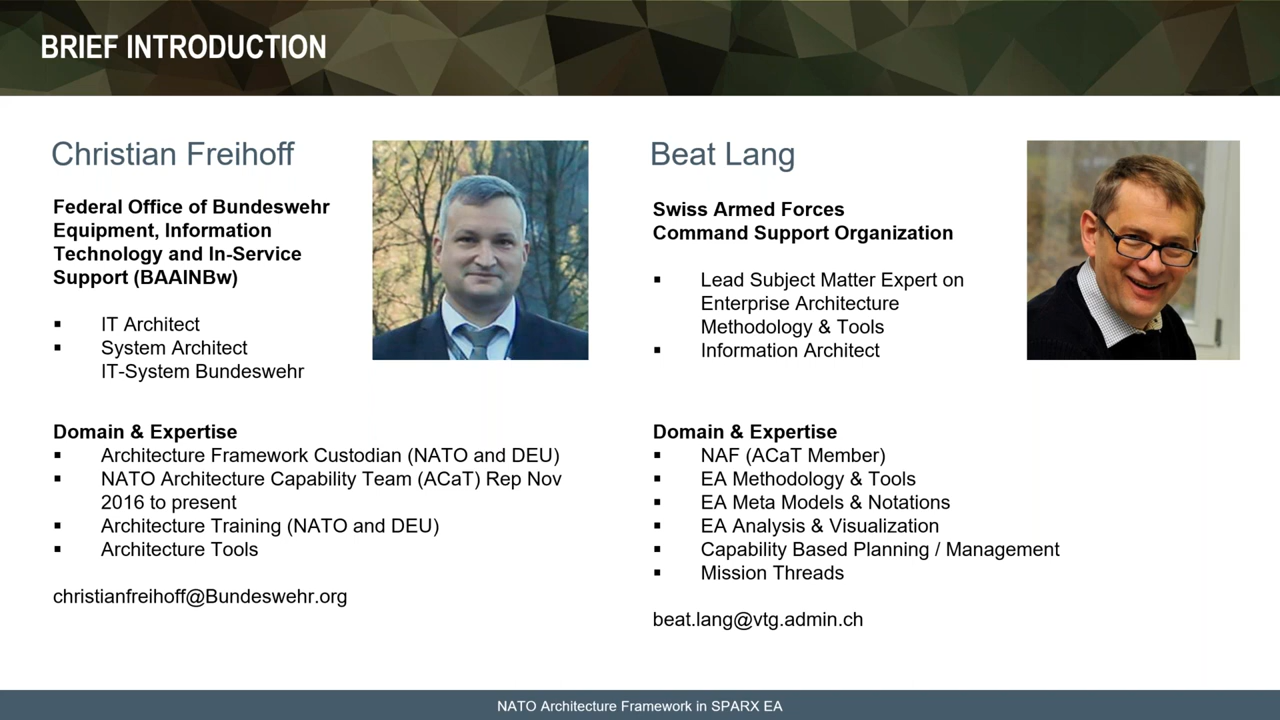 BRIEF INTRODUCTION
Christian Freihoff
Federal Office of Bundeswehr
Equipment, Information
Technology and In-Service
Support (BAAINBw)
▪ IT Architect
▪ System Architect
IT-System Bundeswehr
Domain & Expertise
▪ Architecture Framework Custodian (NATO and DEU)
▪ NATO Architecture Capability Team (ACaT) Rep Nov
2016 to present
▪ Architecture Training (NATO and DEU)
▪ Architecture Tools
christianfreihoff@Bundeswehr.org
Beat Lang
Swiss Armed Forces
Command Support Organization
▪ Lead Subject Matter Expert on
Enterprise Architecture
Methodology & Tools
▪ Information Architect
Domain & Expertise
▪ NAF (ACaT Member)
▪ EA Methodology & Tools
▪ EA Meta Models & Notations
▪ EA Analysis & Visualization
▪ Capability Based Planning / Management
▪ Mission Threads
beat.lang@vtg.admin.ch
NATO Architecture Framework in SPARX EA